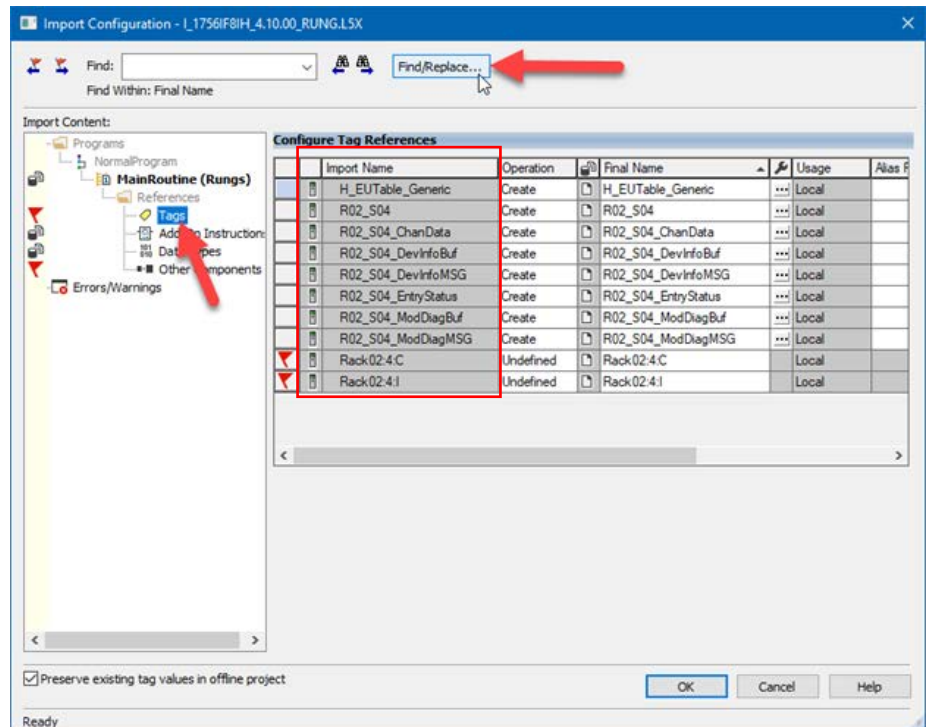 Import Configuration - I_1756IF8IH_4.10.00_RUNG.L5X
Find:
Find/Replace...
Find Within: Final Name
Import Content:
Programs
NormalProgram
MainRoutine (Rungs)
References
Tags
Instructions
Other
Errors/Warnings
Configure Tag References
Import Name Operation Final Name Usage Alias F
H_EUTable_Generic Create H_EUTable_Generic ... Local
R02_S04 Create R02_S04 ... Local
R02_S04_ChanData Create R02_S04_ChanData ... Local
R02_S04_DevInfoBuf Create R02_S04_DevInfoBuf ... Local
R02_S04_DevInfoMSG Create R02_S04_DevInfoMSG ... Local
R02_S04_EntryStatus Create R02_S04_EntryStatus ... Local
R02_S04_ModDiagBuf Create R02_S04_ModDiagBuf ... Local
R02_S04_ModDiagMSG Create R02_S04_ModDiagMSG ... Local
Rack02:4:C Undefined Rack02:4:C Local
Rack02:4:I Undefined Rack02:4:I Local
Preserve existing tag values in offline project
OK Cancel Help
Ready